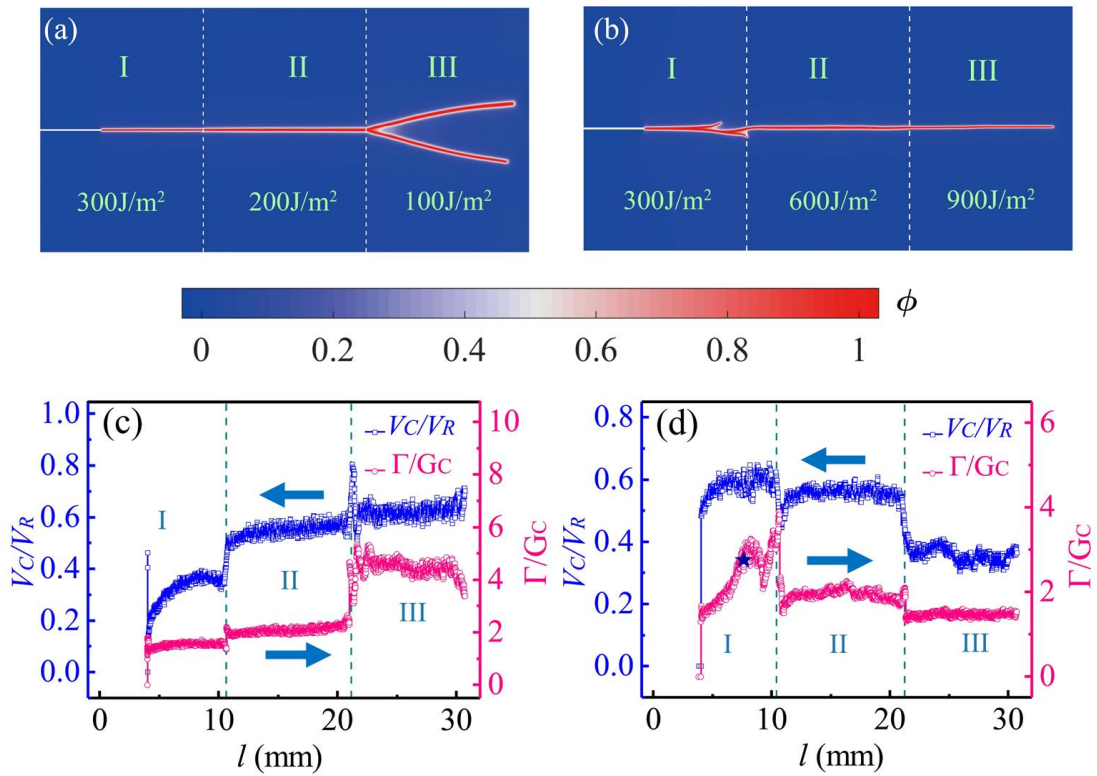 (a)
I II III
300J/m² 200J/m² 100J/m²
(b)
I II III
300J/m² 600J/m² 900J/m²
ϕ
0 0.2 0.4 0.6 0.8 1
(c)
VC/VR
Γ/GC
I
II
III
1.0
0.8
0.6
0.4
0.2
0.0
VC/VR
10
8
6
4
2
0
Γ/GC
0 10 20 30
l (mm)
(d)
VC/VR
Γ/GC
I
II
III
0.8
0.6
0.4
0.2
0.0
VC/VR
6
4
2
0
Γ/GC
0 10 20 30
l (mm)